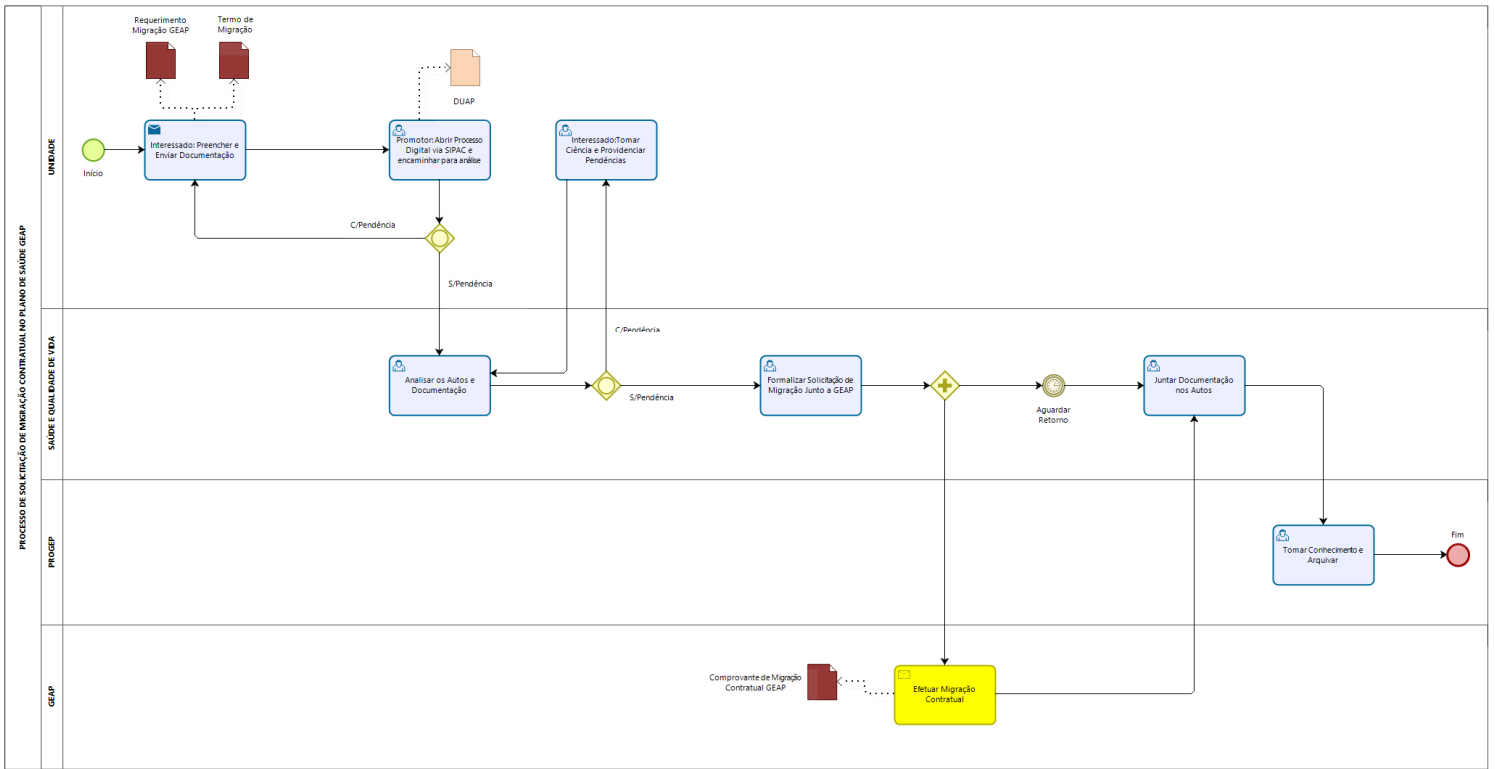 PROCESSO DE SOLICITAÇÃO DE MIGRAÇÃO CONTRATUAL NO PLANO DE SAÚDE GEAP
UNIDADE
Requerimento
Migração GEAP
Termo de
Migração
DUAP
Início
Interessado: Preencher e
Enviar Documentação
Promotor:Abrir Processo
Digital via SIPAC e
encaminhar para análise
Interessado:Tomar
Ciência e Providenciar
Pendências
C/Pendência
S/Pendência
SAÚDE E QUALIDADE DE VIDA
C/Pendência
Analisar os Autos e
Documentação
S/Pendência
Formalizar Solicitação de
Migração Junto a GEAP
Aguardar
Retorno
Juntar Documentação
nos Autos
PROGEP
Tomar Conhecimento e
Arquivar
Fim
GEAP
Comprovante de Migração
Contratual GEAP
Efetuar Migração
Contratual